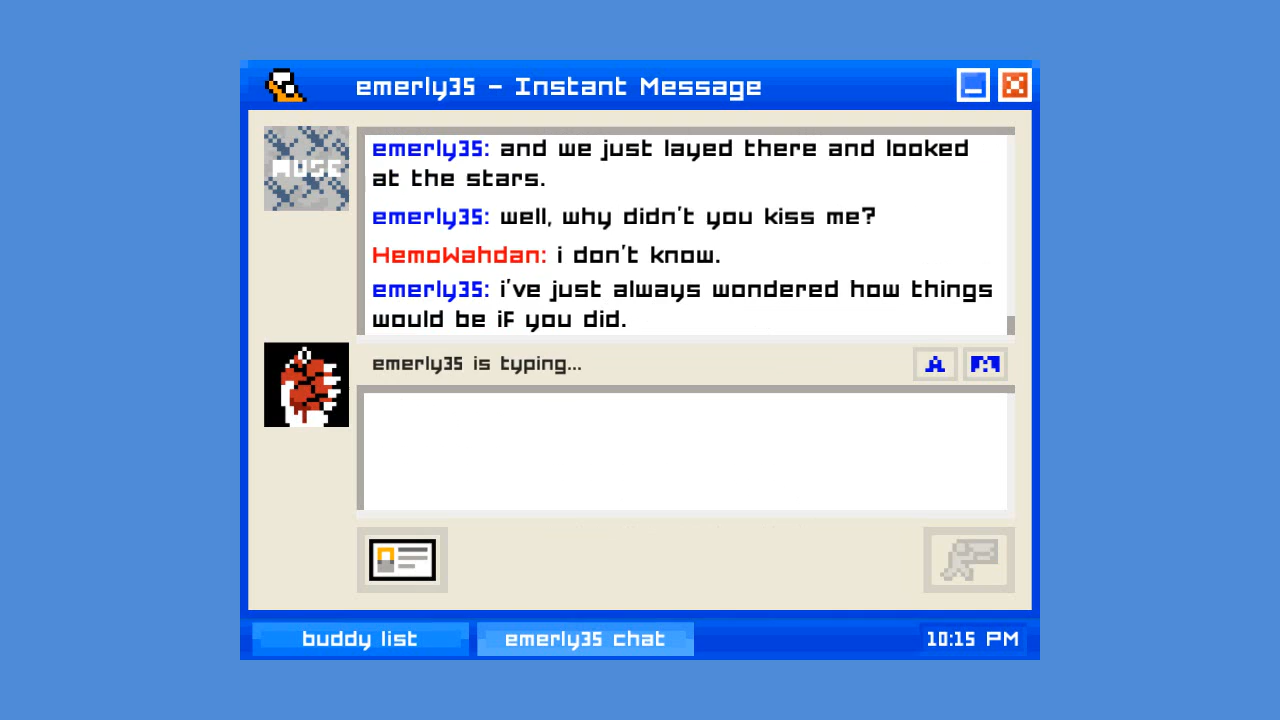 emerly35 - Instant Message
MUSE
emerly35: and we just layed there and looked
at the stars.
emerly35: well, why didn't you kiss me?
HemoWahdan: i don't know.
emerly35: i've just always wondered how things
would be if you did.
emerly35 is typing...
A
buddy list
emerly35 chat
10:15 PM